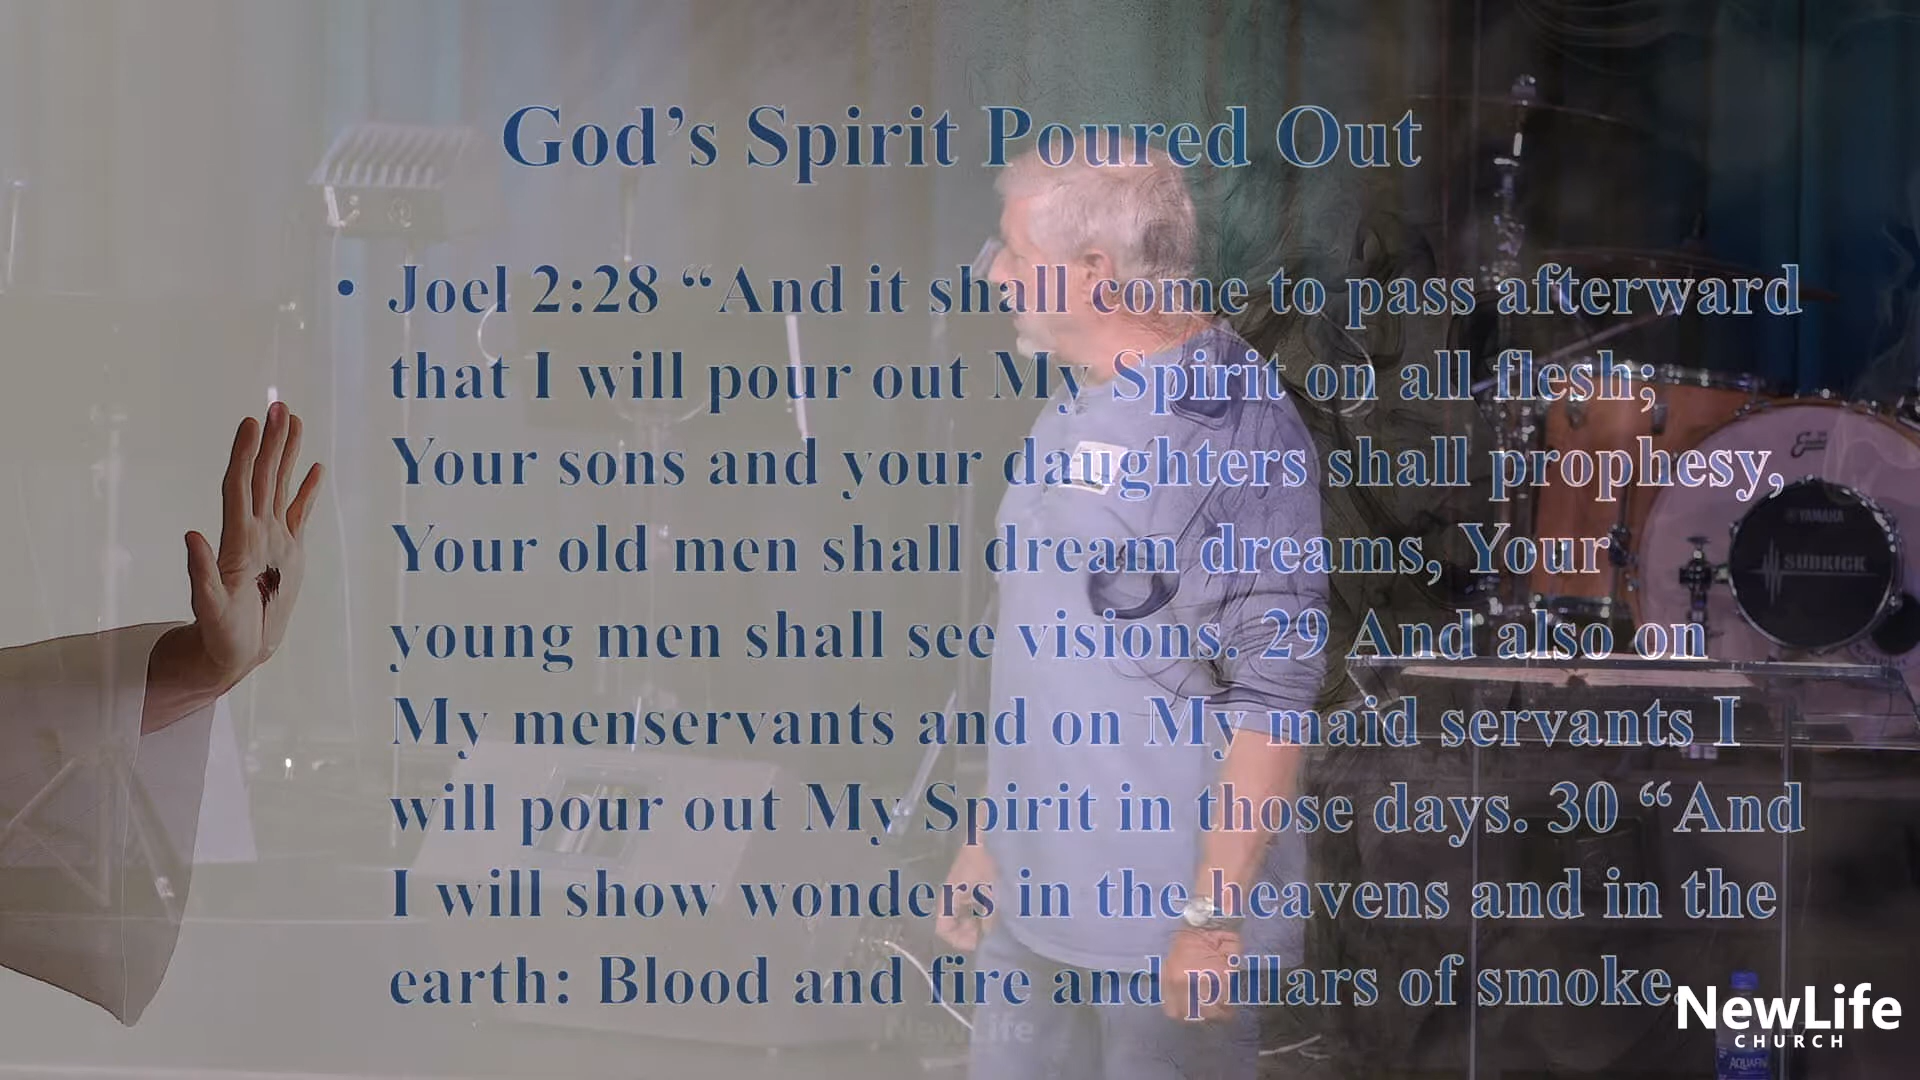 God’s Spirit Poured Out
• Joel 2:28 “And it shall come to pass afterward
that I will pour out My Spirit on all flesh;
Your sons and your daughters shall prophesy,
Your old men shall dream dreams, Your
young men shall see visions. 29 And also on
My menservants and on My maid servants I
will pour out My Spirit in those days. 30 “And
I will show wonders in the heavens and in the
earth: Blood and fire and pillars of smoke.
YAMAHA
SUBKICK
NewLife
NewLife
CHURCH